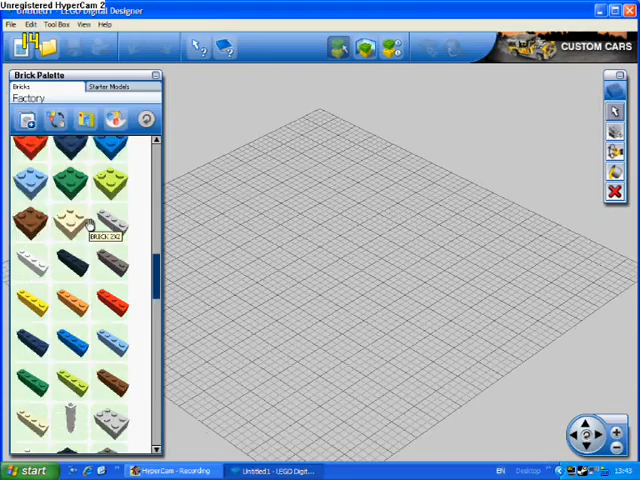 Unregistered HyperCam 2
Untitled1 - LEGO Digital Designer
File Edit Tool Box View Help
14
CUSTOM CARS
Brick Palette
Bricks Starter Models
Factory
BRICK 2X2
start
HyperCam - Recording
Untitled1 - LEGO Digit...
EN
Desktop
13:43